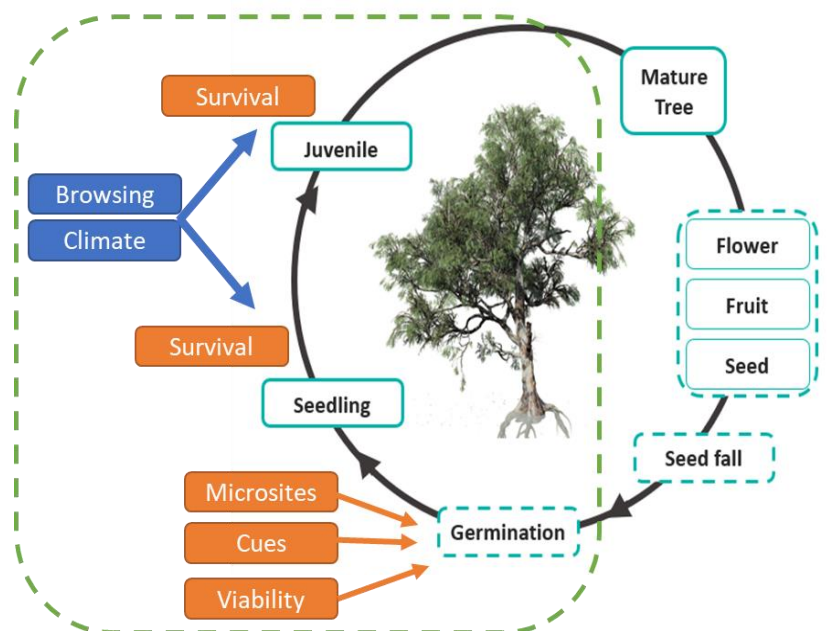 Mature
Tree
Survival
Juvenile
Browsing
Climate
Flower
Fruit
Seed
Survival
Seedling
Seed fall
Microsites
Cues
Germination
Viability